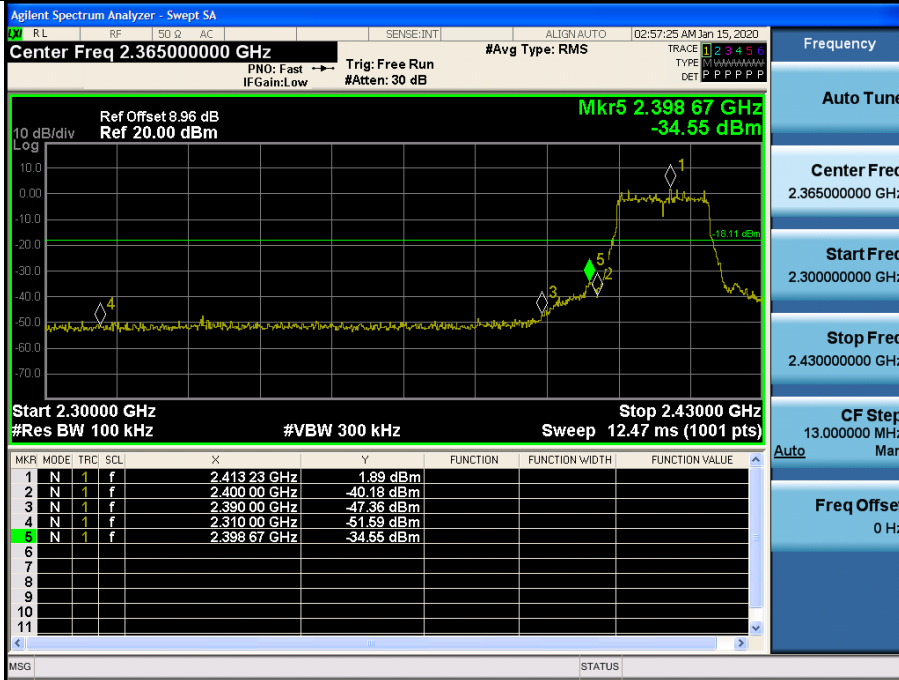 Agilent Spectrum Analyzer - Swept SA
LXI RL RF 50 Ω AC SENSE:INT ALIGN AUTO 02:57:25 AM Jan 15, 2020
Center Freq 2.365000000 GHz
PNO: Fast
IFGain:Low
Trig: Free Run
#Atten: 30 dB
#Avg Type: RMS
TRACE 1 2 3 4 5 6
TYPE M WWWWW
DET P P P P P P
Ref Offset 8.96 dB
10 dB/div Ref 20.00 dBm
Log
Mkr5 2.398 67 GHz
-34.55 dBm
10.0
0.00
-10.0
-20.0
-30.0
-40.0
-50.0
-60.0
-70.0
1
-18.11 dBm
5
2
3
4
Start 2.30000 GHz Stop 2.43000 GHz
#Res BW 100 kHz #VBW 300 kHz Sweep 12.47 ms (1001 pts)
MKR MODE TRC SCL X Y FUNCTION FUNCTION WIDTH FUNCTION VALUE
1 N 1 f 2.413 23 GHz 1.89 dBm
2 N 1 f 2.400 00 GHz -40.18 dBm
3 N 1 f 2.390 00 GHz -47.36 dBm
4 N 1 f 2.310 00 GHz -51.59 dBm
5 N 1 f 2.398 67 GHz -34.55 dBm
6
7
8
9
10
11
MSG STATUS
Frequency
Auto Tune
Center Freq
2.365000000 GHz
Start Freq
2.300000000 GHz
Stop Freq
2.430000000 GHz
CF Step
13.000000 MHz
Auto Man
Freq Offset
0 Hz